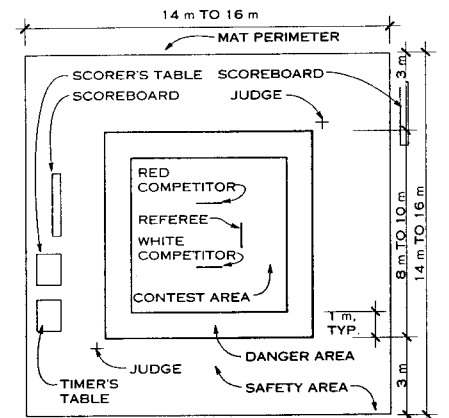 14 m TO 16 m
MAT PERIMETER
SCORER'S TABLE
SCOREBOARD
SCOREBOARD
JUDGE
3 m
RED
COMPETITOR
REFEREE
WHITE
COMPETITOR
CONTEST AREA
8 m TO 10 m
14 m TO 16 m
1 m,
TYP.
DANGER AREA
JUDGE
SAFETY AREA
TIMER'S
TABLE
3 m